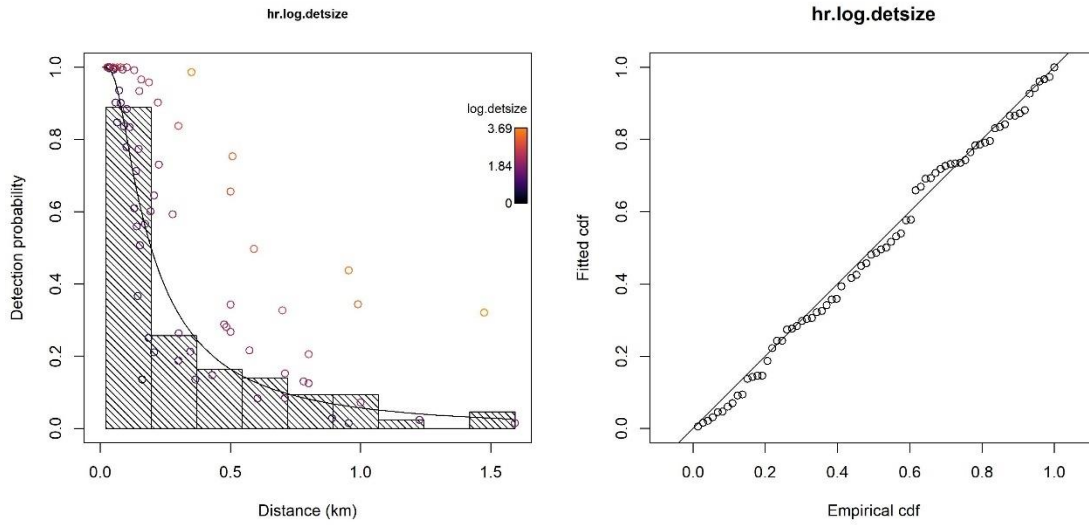 hr.log.detsize
Detection probability
1.0
0.8
0.6
0.4
0.2
0.0
log.detsize
3.69
1.84
0
0.0 0.5 1.0 1.5
Distance (km)
hr.log.detsize
Fitted cdf
1.0
0.8
0.6
0.4
0.2
0.0
0.0 0.2 0.4 0.6 0.8 1.0
Empirical cdf